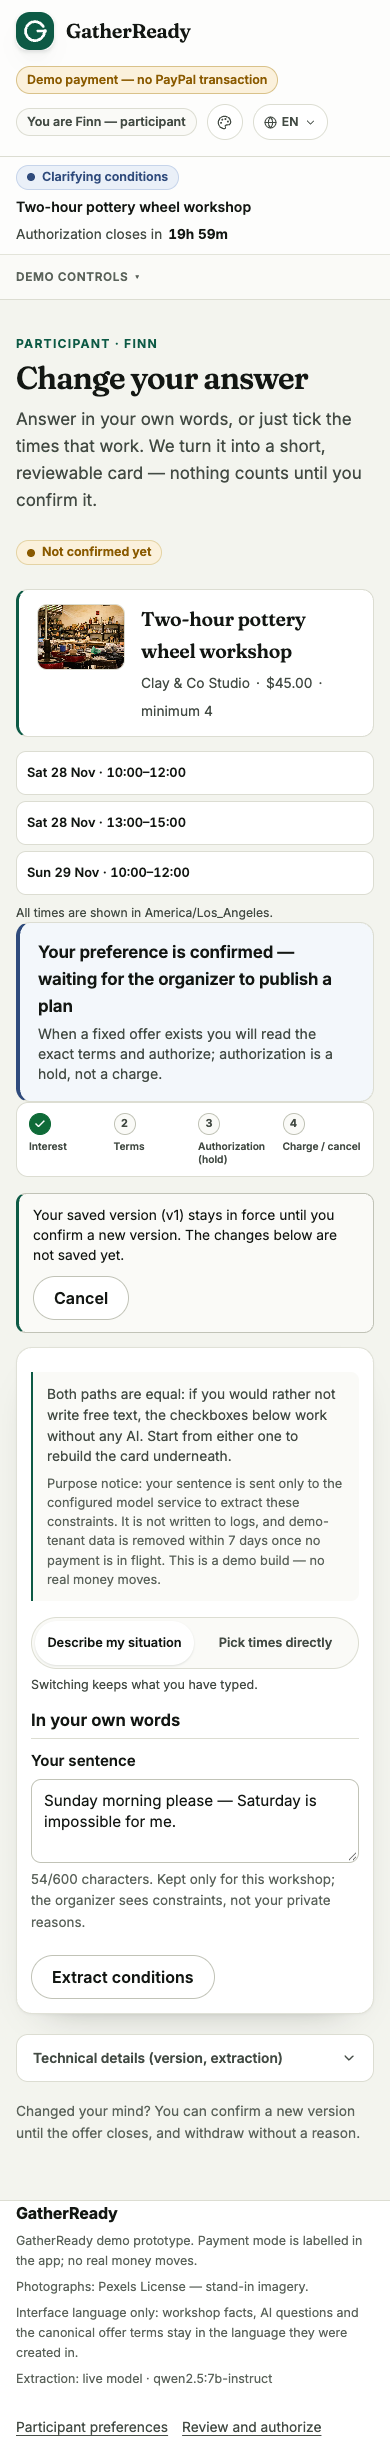 GatherReady
Demo payment — no PayPal transaction
You are Finn — participant
EN
Clarifying conditions
Two-hour pottery wheel workshop
Authorization closes in 19h 59m
DEMO CONTROLS
PARTICIPANT · FINN
Change your answer
Answer in your own words, or just tick the
times that work. We turn it into a short,
reviewable card — nothing counts until you
confirm it.
Not confirmed yet
Two-hour pottery
wheel workshop
Clay & Co Studio · $45.00 ·
minimum 4
Sat 28 Nov · 10:00–12:00
Sat 28 Nov · 13:00–15:00
Sun 29 Nov · 10:00–12:00
All times are shown in America/Los_Angeles.
Your preference is confirmed —
waiting for the organizer to publish a
plan
When a fixed offer exists you will read the
exact terms and authorize; authorization is a
hold, not a charge.
2 3 4
Interest Terms Authorization Charge / cancel
(hold)
Your saved version (v1) stays in force until you
confirm a new version. The changes below are
not saved yet.
Cancel
Both paths are equal: if you would rather not
write free text, the checkboxes below work
without any AI. Start from either one to
rebuild the card underneath.
Purpose notice: your sentence is sent only to the
configured model service to extract these
constraints. It is not written to logs, and demo-
tenant data is removed within 7 days once no
payment is in flight. This is a demo build — no
real money moves.
Describe my situation Pick times directly
Switching keeps what you have typed.
In your own words
Your sentence
Sunday morning please — Saturday is
impossible for me.
54/600 characters. Kept only for this workshop;
the organizer sees constraints, not your private
reasons.
Extract conditions
Technical details (version, extraction)
Changed your mind? You can confirm a new version
until the offer closes, and withdraw without a reason.
GatherReady
GatherReady demo prototype. Payment mode is labelled in
the app; no real money moves.
Photographs: Pexels License — stand-in imagery.
Interface language only: workshop facts, AI questions and
the canonical offer terms stay in the language they were
created in.
Extraction: live model · qwen2.5:7b-instruct
Participant preferences Review and authorize